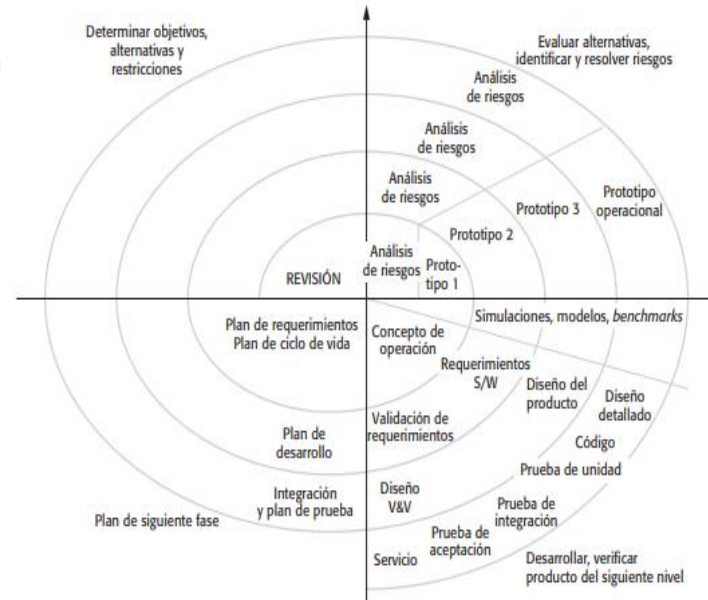 Determinar objetivos,
alternativas y
restricciones
Evaluar alternativas,
identificar y resolver riesgos
Análisis
de riesgos
Análisis
de riesgos
Análisis
de riesgos
Análisis
de riesgos
Proto-
tipo 1
Prototipo 2
Prototipo 3
Prototipo
operacional
REVISIÓN
Simulaciones, modelos, benchmarks
Plan de requerimientos
Plan de ciclo de vida
Concepto de
operación
Requerimientos
S/W
Diseño del
producto
Diseño
detallado
Plan de
desarrollo
Validación de
requerimientos
Código
Prueba de unidad
Integración
y plan de prueba
Diseño
V&V
Prueba de
integración
Plan de siguiente fase
Prueba de
aceptación
Servicio
Desarrollar, verificar
producto del siguiente nivel